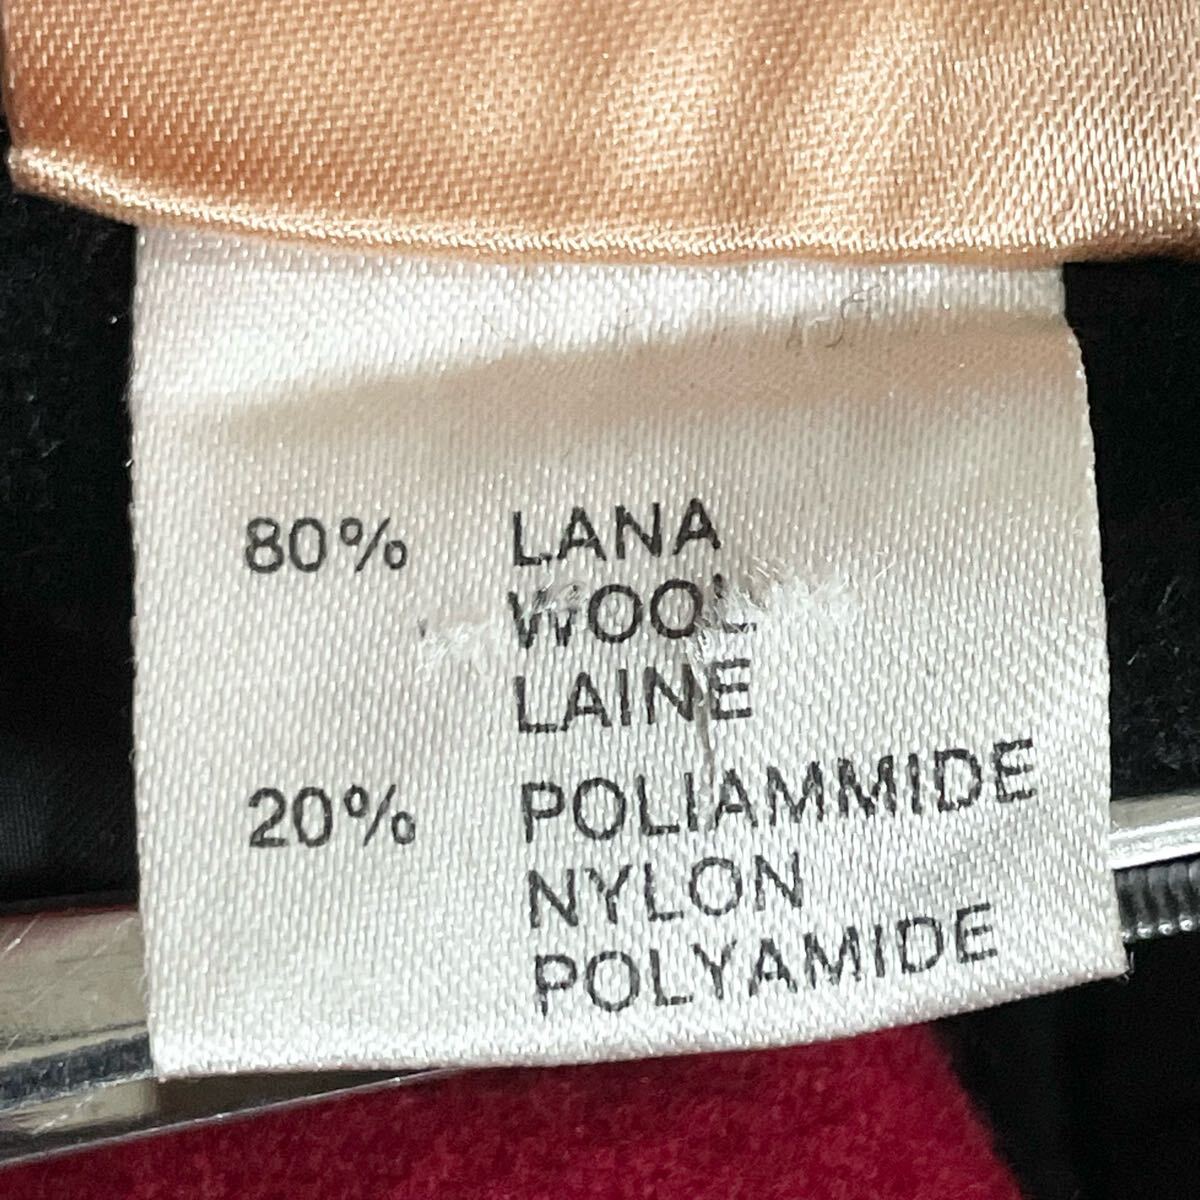 80% LANA
WOOL
LAINE
20% POLIAMMIDE
NYLON
POLYAMIDE